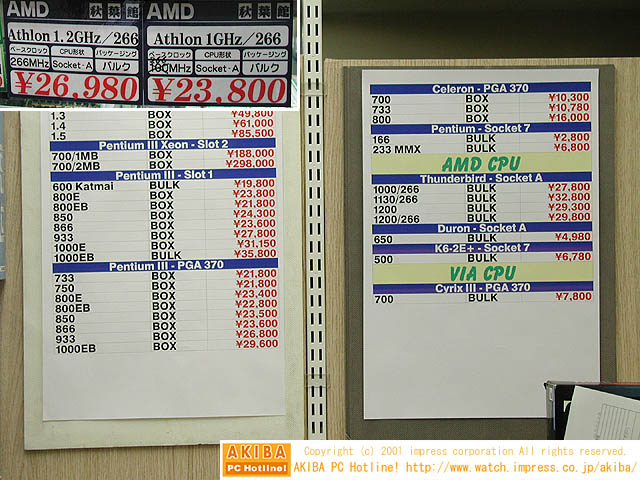 AMD 秋葉館
Athlon 1.2GHz/266
ベースクロック CPU形状 パッケージング
266MHz Socket-A バルク
¥26,980
AMD 秋葉館
Athlon 1GHz/266
ベースクロック CPU形状 パッケージング
Socket-A バルク
¥23,800
1.3 BOX ¥49,800
1.4 BOX ¥61,000
1.5 BOX ¥85,500
Pentium III Xeon - Slot 2
700/1MB BOX ¥188,000
700/2MB BOX ¥298,000
Pentium III - Slot 1
600 Katmai BULK ¥19,800
800E BOX ¥23,800
800EB BOX ¥21,800
850 BOX ¥24,300
866 BOX ¥23,600
933 BOX ¥27,800
1000E BOX ¥31,150
1000EB BULK ¥35,800
Pentium III - PGA 370
733 BOX ¥21,800
750 BOX ¥21,800
800E BOX ¥23,400
800EB BOX ¥22,800
850 BOX ¥23,500
866 BOX ¥23,600
933 BOX ¥26,800
1000EB BOX ¥29,600
Celeron - PGA 370
700 BOX ¥10,300
733 BOX ¥10,780
800 BOX ¥16,000
Pentium - Socket 7
166 BULK ¥2,800
233 MMX BULK ¥6,800
AMD CPU
Thunderbird - Socket A
1000/266 BULK ¥27,800
1130/266 BULK ¥32,800
1200 BULK ¥29,300
1200/266 BULK ¥29,800
Duron - Socket A
650 BULK ¥4,980
K6-2E+ - Socket 7
500 BULK ¥6,780
VIA CPU
Cyrix III - PGA 370
700 BULK ¥7,800
AKIBA
PC Hotline!
Copyright (c) 2001 impress corporation All rights reserved.
AKIBA PC Hotline! http://www.watch.impress.co.jp/akiba/